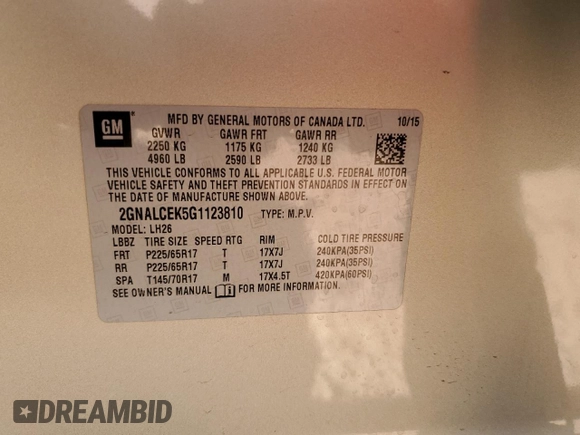 GM
MFD BY GENERAL MOTORS OF CANADA LTD. 10/15
GVWR GAWR FRT GAWR RR
2250 KG 1175 KG 1240 KG
4960 LB 2590 LB 2733 LB
THIS VEHICLE CONFORMS TO ALL APPLICABLE U.S. FEDERAL MOTOR
VEHICLE SAFETY AND THEFT PREVENTION STANDARDS IN EFFECT ON
THE DATE OF MANUFACTURE SHOWN ABOVE.
2GNALCEK5G1123810 TYPE: M.P.V.
MODEL: LH26
LBBZ TIRE SIZE SPEED RTG RIM COLD TIRE PRESSURE
FRT P225/65R17 T 17X7J 240KPA(35PSI)
RR P225/65R17 T 17X7J 240KPA(35PSI)
SPA T145/70R17 M 17X4.5T 420KPA(60PSI)
SEE OWNER'S MANUAL FOR MORE INFORMATION.
DREAMBID